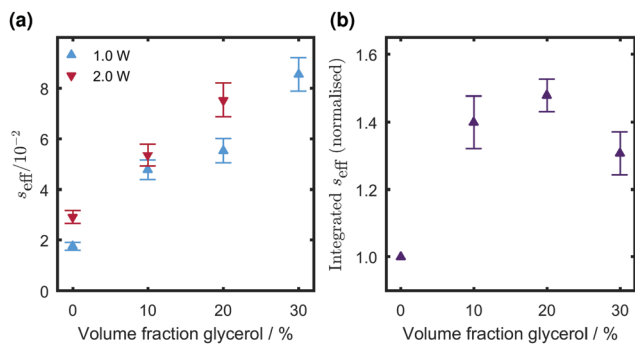 (a)
1.0 W
2.0 W
s_eff/10⁻²
8
6
4
2
0
0 10 20 30
Volume fraction glycerol / %
(b)
Integrated s_eff (normalised)
1.6
1.4
1.2
1.0
0 10 20 30
Volume fraction glycerol / %